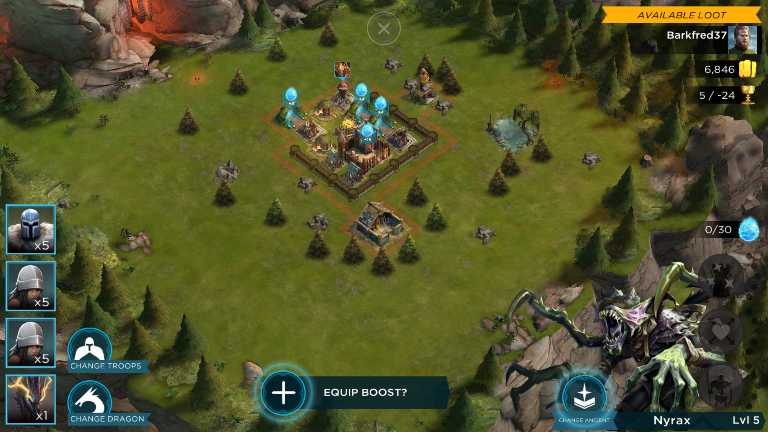 AVAILABLE LOOT
Barkfred37
6,846
5 / -24
0/30
x5
x5
x5
CHANGE TROOPS
x1
CHANGE DRAGON
EQUIP BOOST?
CHANGE ANCIENT
Nyrax
Lvl 5